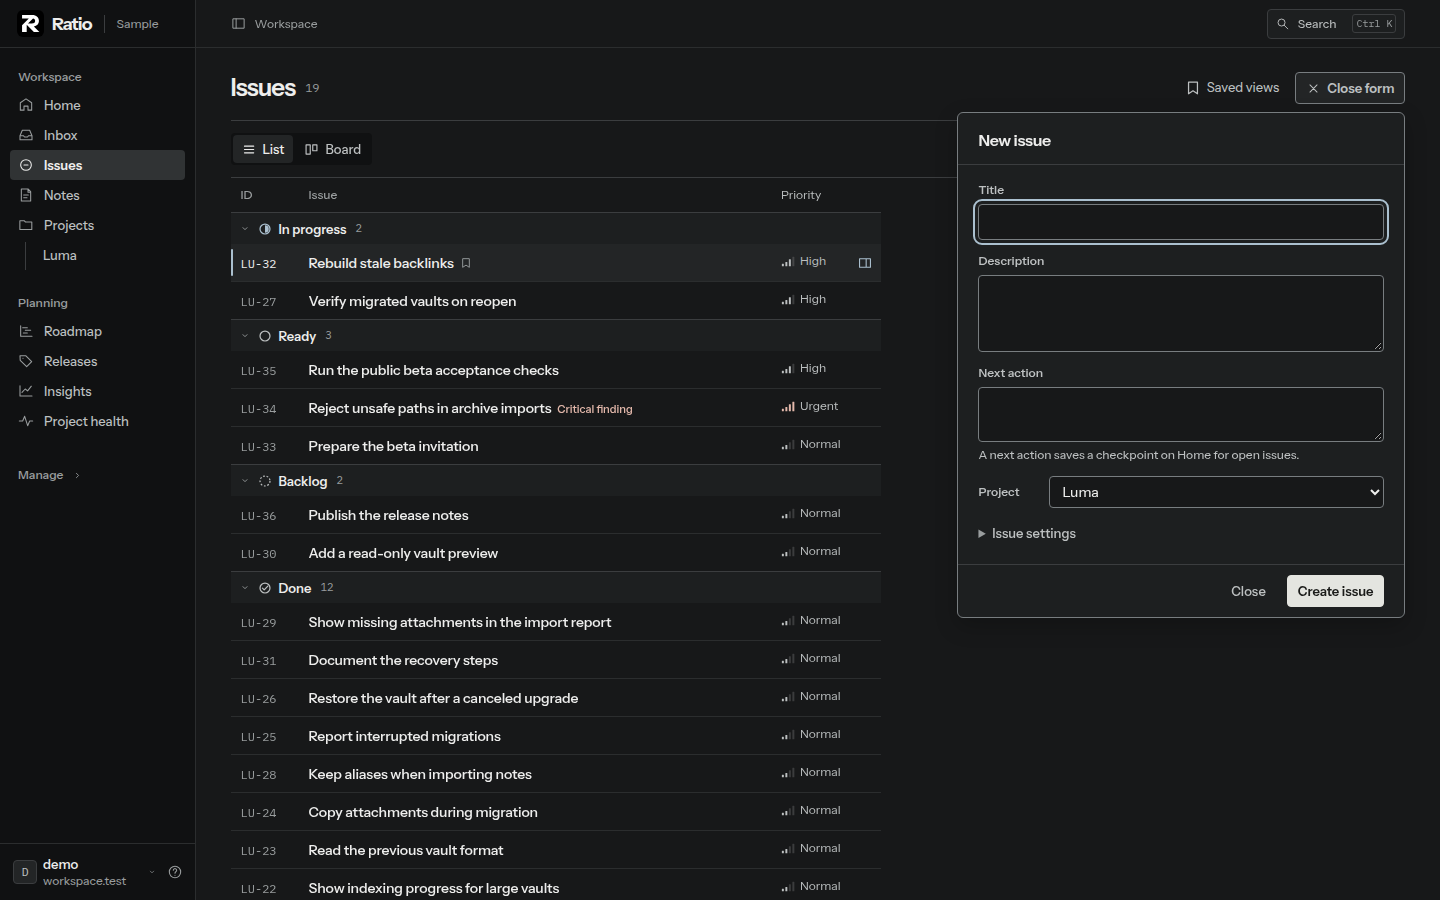 Ratio
Sample
Workspace
Home
Inbox
Issues
Notes
Projects
Luma
Planning
Roadmap
Releases
Insights
Project health
Manage
D
demo
workspace.test
Workspace
Search
Ctrl K
Issues 19
Saved views
Close form
List
Board
ID Issue Priority
In progress 2
LU-32 Rebuild stale backlinks High
LU-27 Verify migrated vaults on reopen High
Ready 3
LU-35 Run the public beta acceptance checks High
LU-34 Reject unsafe paths in archive imports Critical finding Urgent
LU-33 Prepare the beta invitation Normal
Backlog 2
LU-36 Publish the release notes Normal
LU-30 Add a read-only vault preview Normal
Done 12
LU-29 Show missing attachments in the import report Normal
LU-31 Document the recovery steps Normal
LU-26 Restore the vault after a canceled upgrade Normal
LU-25 Report interrupted migrations Normal
LU-28 Keep aliases when importing notes Normal
LU-24 Copy attachments during migration Normal
LU-23 Read the previous vault format Normal
LU-22 Show indexing progress for large vaults Normal
New issue
Title
Description
Next action
A next action saves a checkpoint on Home for open issues.
Project Luma
Issue settings
Close
Create issue